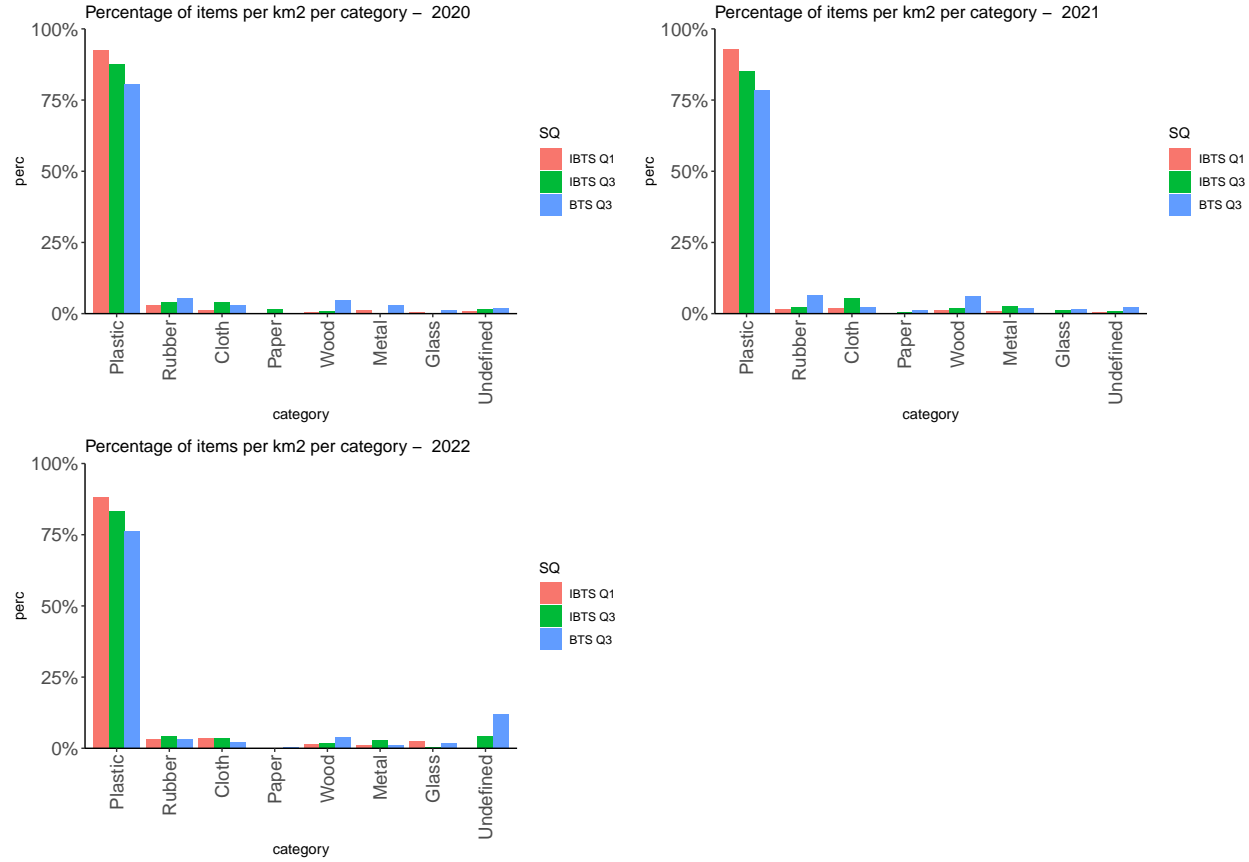 Percentage of items per km2 per category – 2020
100%
75%
50%
25%
0%
perc
Plastic
Rubber
Cloth
Paper
Wood
Metal
Glass
Undefined
category
SQ
IBTS Q1
IBTS Q3
BTS Q3
Percentage of items per km2 per category – 2021
100%
75%
50%
25%
0%
perc
Plastic
Rubber
Cloth
Paper
Wood
Metal
Glass
Undefined
category
SQ
IBTS Q1
IBTS Q3
BTS Q3
Percentage of items per km2 per category – 2022
100%
75%
50%
25%
0%
perc
Plastic
Rubber
Cloth
Paper
Wood
Metal
Glass
Undefined
category
SQ
IBTS Q1
IBTS Q3
BTS Q3